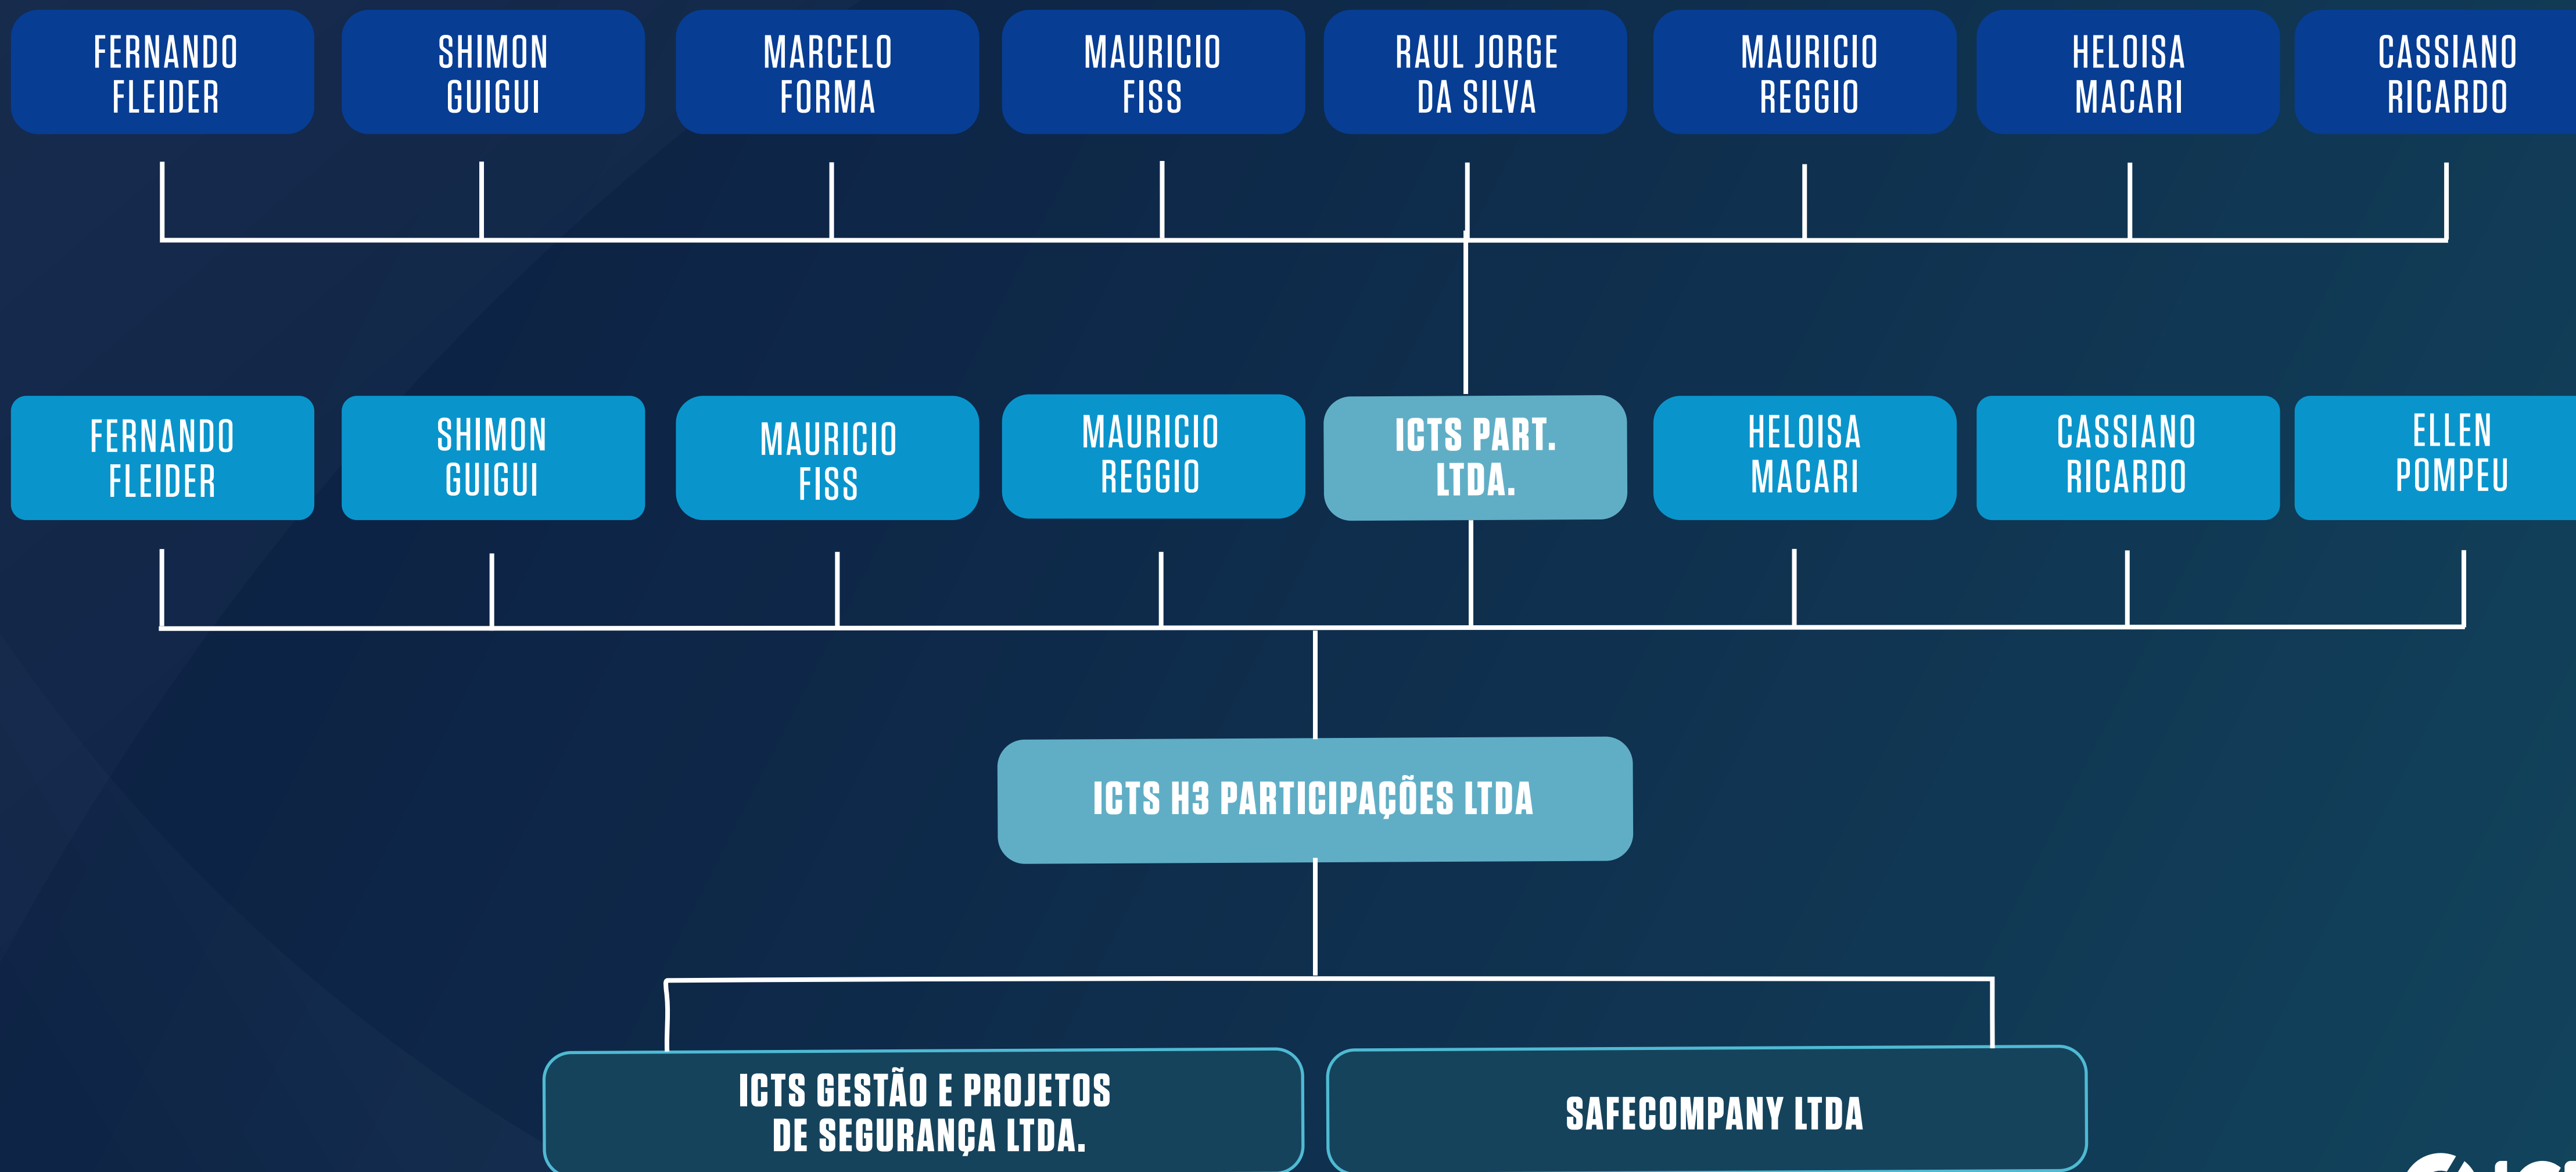 FERNANDO
FLEIDER
SHIMON
GUIGUI
MARCELO
FORMA
MAURICIO
FISS
RAUL JORGE
DA SILVA
MAURICIO
REGGIO
HELOISA
MACARI
CASSIANO
RICARDO
FERNANDO
FLEIDER
SHIMON
GUIGUI
MAURICIO
FISS
MAURICIO
REGGIO
ICTS PART.
LTDA.
HELOISA
MACARI
CASSIANO
RICARDO
ELLEN
POMPEU
ICTS H3 PARTICIPAÇÕES LTDA
ICTS GESTÃO E PROJETOS
DE SEGURANÇA LTDA.
SAFECOMPANY LTDA